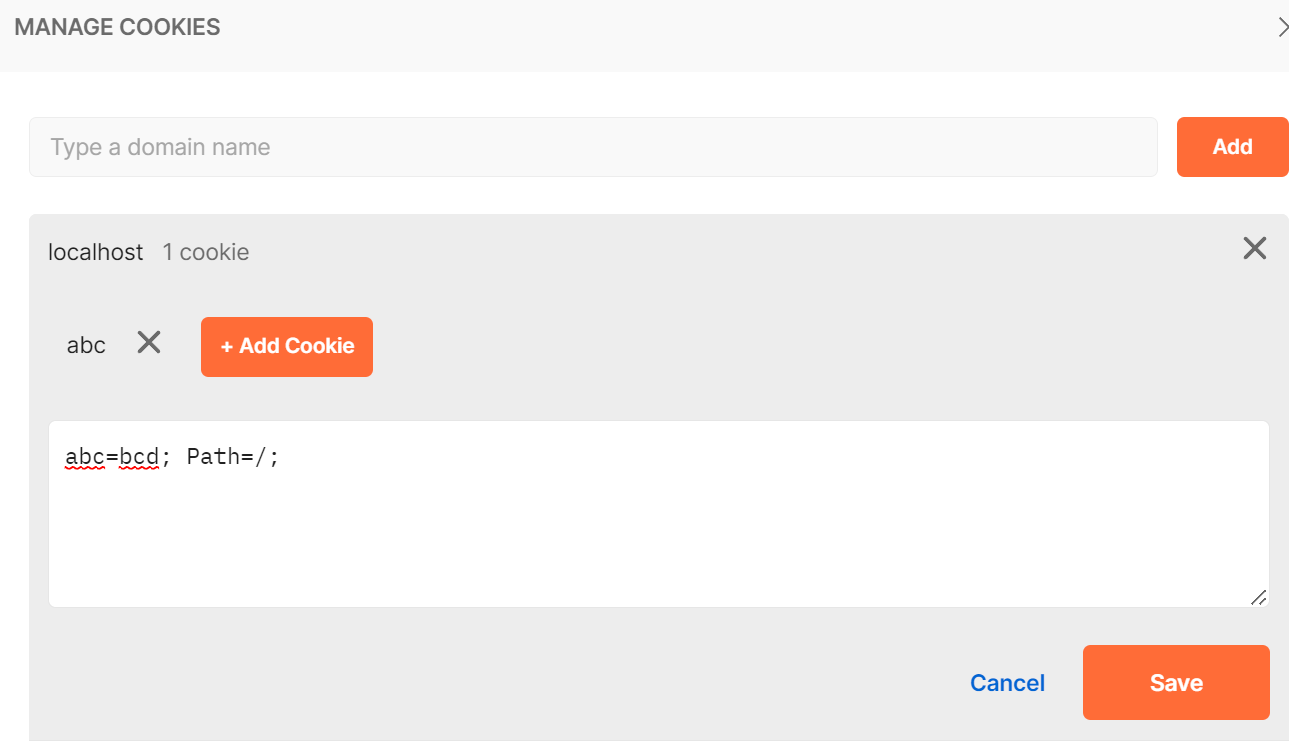 MANAGE COOKIES
Type a domain name
Add
localhost 1 cookie
abc
+ Add Cookie
abc=bcd; Path=/;
Cancel
Save